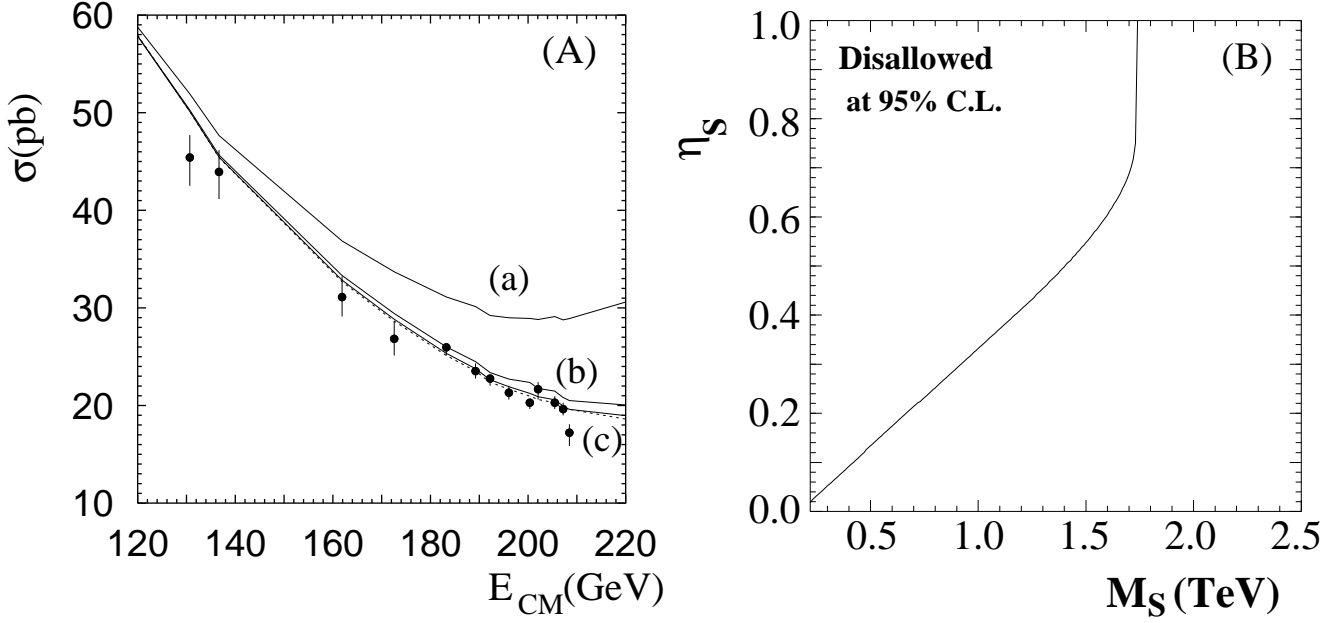 60
50
40
30
20
10
σ(pb)
(A)
(a)
(b)
(c)
120 140 160 180 200 220
E_CM(GeV)
1.0
0.8
0.6
0.4
0.2
0.0
η_S
Disallowed
at 95% C.L.
(B)
0.5 1.0 1.5 2.0 2.5
M_S (TeV)